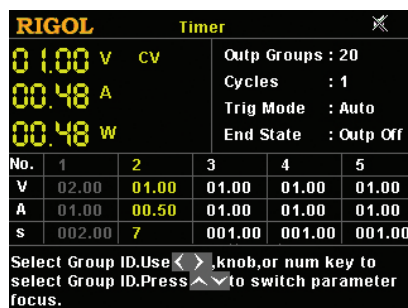 RIGOL Timer
01.00 V CV
00.48 A
00.48 W
Outp Groups : 20
Cycles : 1
Trig Mode : Auto
End State : Outp Off
No. 1 2 3 4 5
V 02.00 01.00 01.00 01.00 01.00
A 01.00 00.50 01.00 01.00 01.00
s 002.00 7 001.00 001.00 001.00
Select Group ID.Use < > ,knob,or num key to
select Group ID.Press to switch parameter
focus.